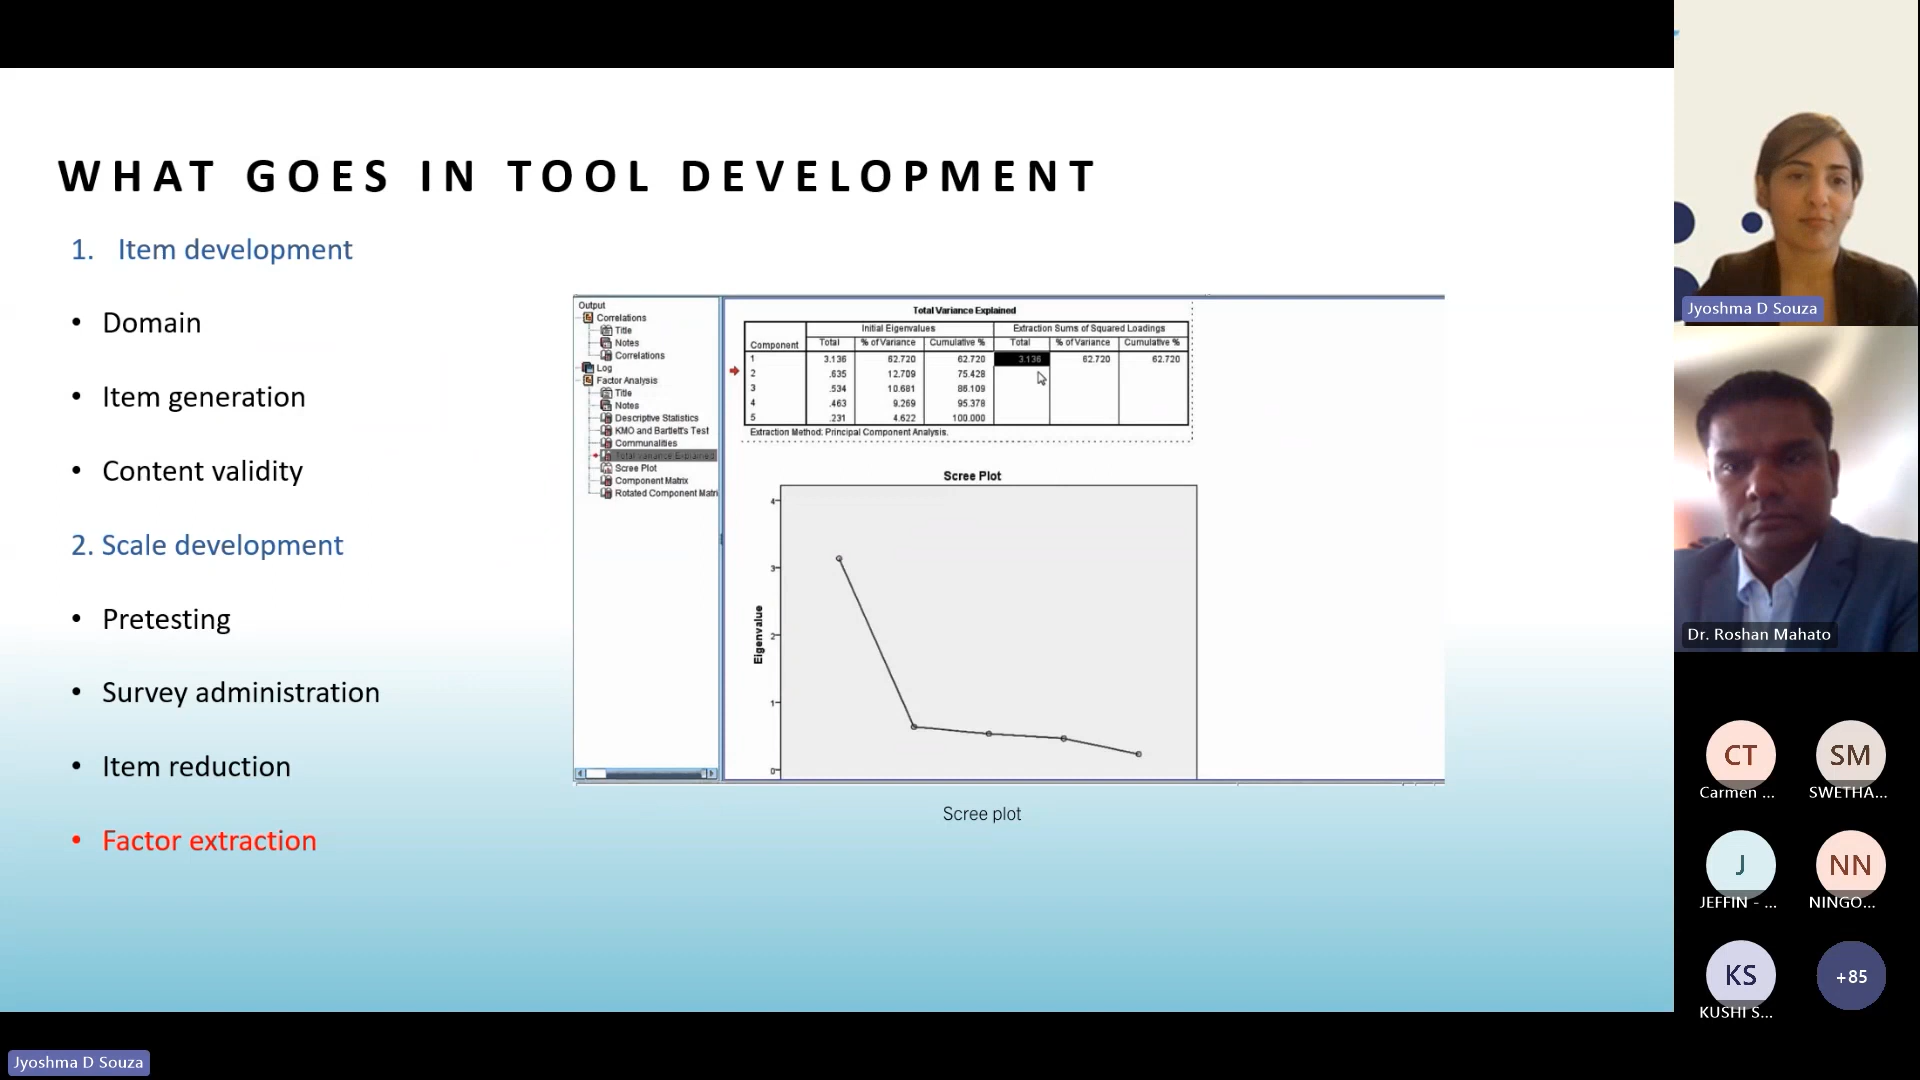 WHAT GOES IN TOOL DEVELOPMENT
1. Item development
• Domain
• Item generation
• Content validity
2. Scale development
• Pretesting
• Survey administration
• Item reduction
• Factor extraction
Output
Correlations
Title
Notes
Correlations
Log
Factor Analysis
Title
Notes
Descriptive Statistics
KMO and Bartlett's Test
Communalities
Total Variance Explained
Scree Plot
Component Matrix
Rotated Component Matri
Total Variance Explained
Initial Eigenvalues Extraction Sums of Squared Loadings
Component Total % of Variance Cumulative % Total % of Variance Cumulative %
1 3.136 62.720 62.720 3.136 62.720 62.720
2 .635 12.709 75.428
3 .534 10.681 86.109
4 .463 9.269 95.378
5 .231 4.622 100.000
Extraction Method: Principal Component Analysis.
Scree Plot
Eigenvalue
4
3
2
1
0
Scree plot
Jyoshma D Souza
Dr. Roshan Mahato
CT SM
Carmen ... SWETHA...
J NN
JEFFIN - ... NINGO...
KS +85
KUSHI S...
Jyoshma D Souza